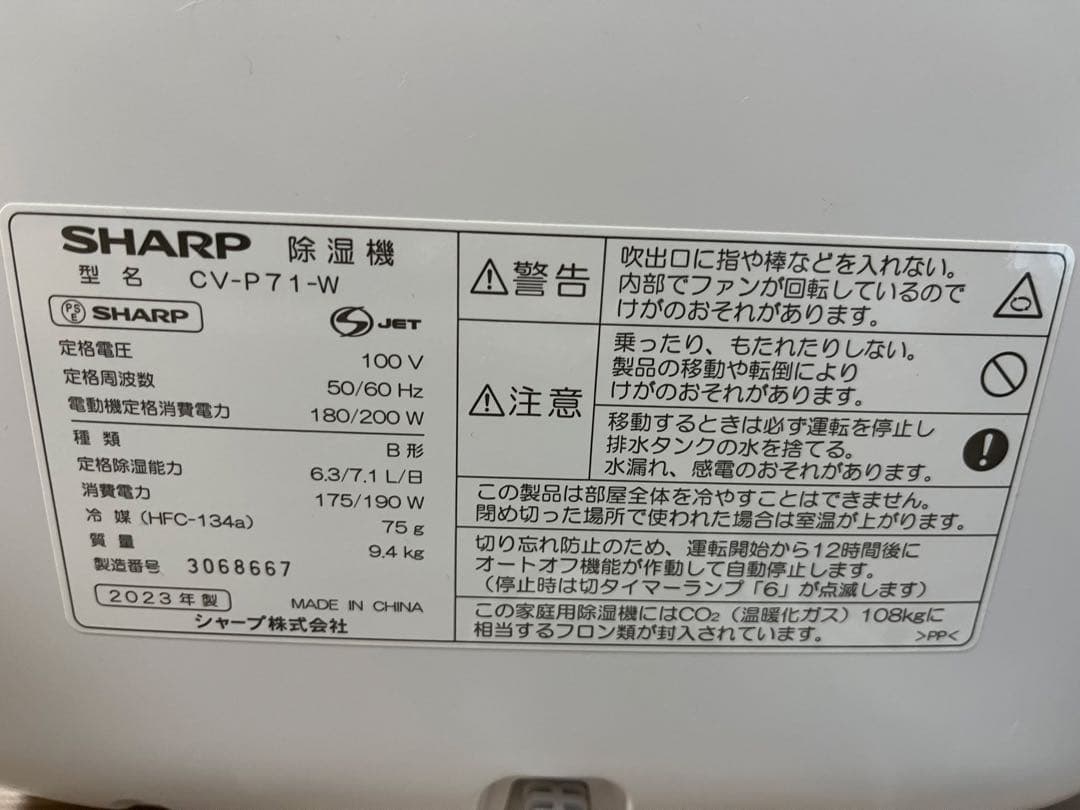 SHARP 除湿機
型名 CV-P71-W
PSE SHARP
S JET
定格電圧 100 V
定格周波数 50/60 Hz
電動機定格消費電力 180/200 W
種類 B 形
定格除湿能力 6.3/7.1 L/日
消費電力 175/190 W
冷媒(HFC-134a) 75 g
質量 9.4 kg
製造番号 3068667
2023年製 MADE IN CHINA
シャープ株式会社
警告
吹出口に指や棒などを入れない。
内部でファンが回転しているので
けがのおそれがあります。
注意
乗ったり、もたれたりしない。
製品の移動や転倒により
けがのおそれがあります。
移動するときは必ず運転を停止し
排水タンクの水を捨てる。
水漏れ、感電のおそれがあります。
この製品は部屋全体を冷やすことはできません。
閉め切った場所で使われた場合は室温が上がります。
切り忘れ防止のため、運転開始から12時間後に
オートオフ機能が作動して自動停止します。
(停止時は切タイマーランプ「6」が点滅します)
この家庭用除湿機にはCO₂(温暖化ガス)108kgに
相当するフロン類が封入されています。 >PP<